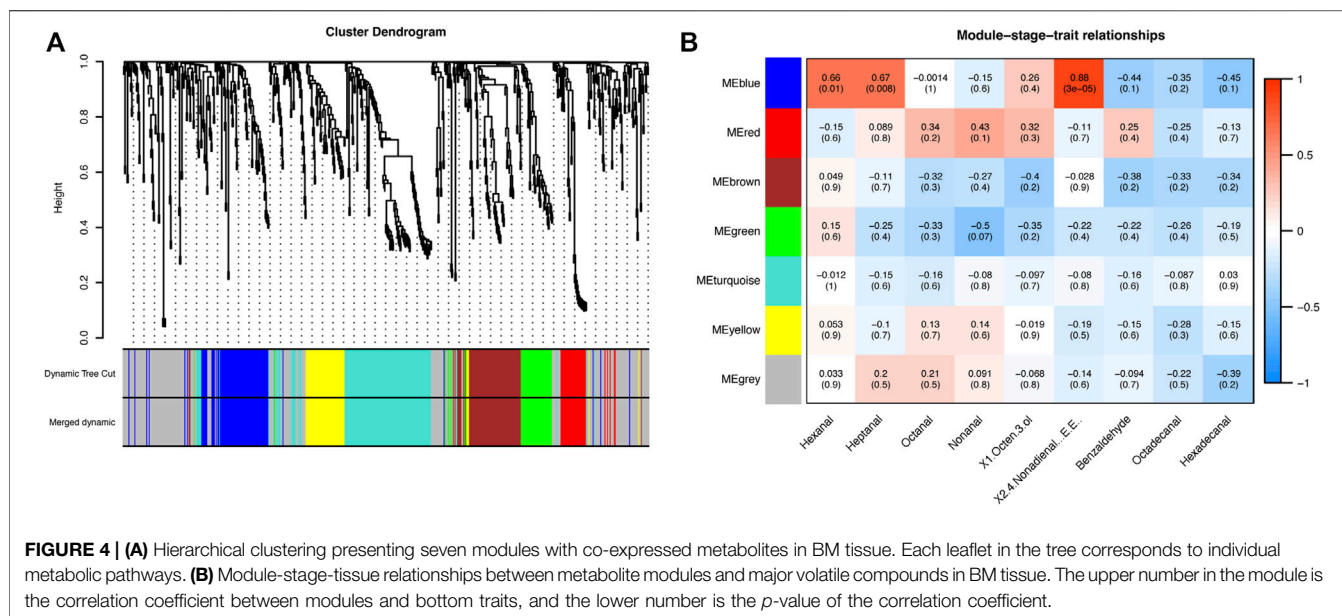 A
Cluster Dendrogram
Height
1.0
0.8
0.6
0.4
0.2
0.0
Dynamic Tree Cut
Merged dynamic
B
Module–stage–trait relationships
MEblue
0.66 0.67 −0.0014 −0.15 0.26 0.88 −0.44 −0.35 −0.45
(0.01) (0.008) (1) (0.6) (0.4) (3e−05) (0.1) (0.2) (0.1)
MEred
−0.15 0.089 0.34 0.43 0.32 −0.11 0.25 −0.25 −0.13
(0.6) (0.8) (0.2) (0.1) (0.3) (0.7) (0.4) (0.4) (0.7)
MEbrown
0.049 −0.11 −0.32 −0.27 −0.4 −0.028 −0.38 −0.33 −0.34
(0.9) (0.7) (0.3) (0.4) (0.2) (0.9) (0.2) (0.2) (0.2)
MEgreen
0.15 −0.25 −0.33 −0.5 −0.35 −0.22 −0.22 −0.26 −0.19
(0.6) (0.4) (0.3) (0.07) (0.2) (0.4) (0.4) (0.4) (0.5)
MEturquoise
−0.012 −0.15 −0.16 −0.08 −0.097 −0.08 −0.16 −0.087 0.03
(1) (0.6) (0.6) (0.8) (0.7) (0.8) (0.6) (0.8) (0.9)
MEyellow
0.053 −0.1 0.13 0.14 −0.019 −0.19 −0.15 −0.28 −0.15
(0.9) (0.7) (0.7) (0.6) (0.9) (0.5) (0.6) (0.3) (0.6)
MEgrey
0.033 0.2 0.21 0.091 −0.068 −0.14 −0.094 −0.22 −0.39
(0.9) (0.5) (0.5) (0.8) (0.8) (0.6) (0.7) (0.5) (0.2)
Hexanal
Heptanal
Octanal
Nonanal
X1.Octen.3.ol
X2.4.Nonadienal...E.E..
Benzaldehyde
Octadecanal
Hexadecanal
1
0.5
0
−0.5
−1
FIGURE 4 | (A) Hierarchical clustering presenting seven modules with co-expressed metabolites in BM tissue. Each leaflet in the tree corresponds to individual
metabolic pathways. (B) Module-stage-tissue relationships between metabolite modules and major volatile compounds in BM tissue. The upper number in the module is
the correlation coefficient between modules and bottom traits, and the lower number is the p-value of the correlation coefficient.